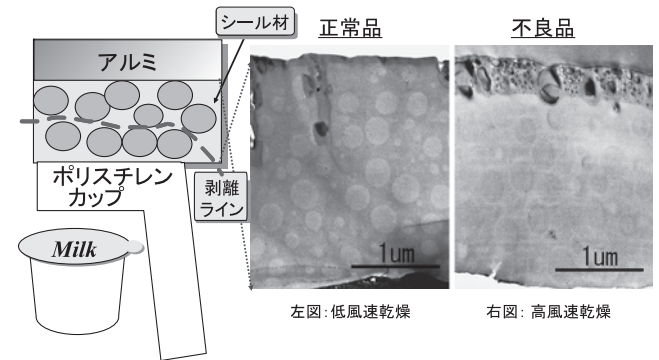 シール材
正常品
不良品
アルミ
ポリスチレン
カップ
剥離
ライン
Milk
1um
1um
左図：低風速乾燥
右図： 高風速乾燥